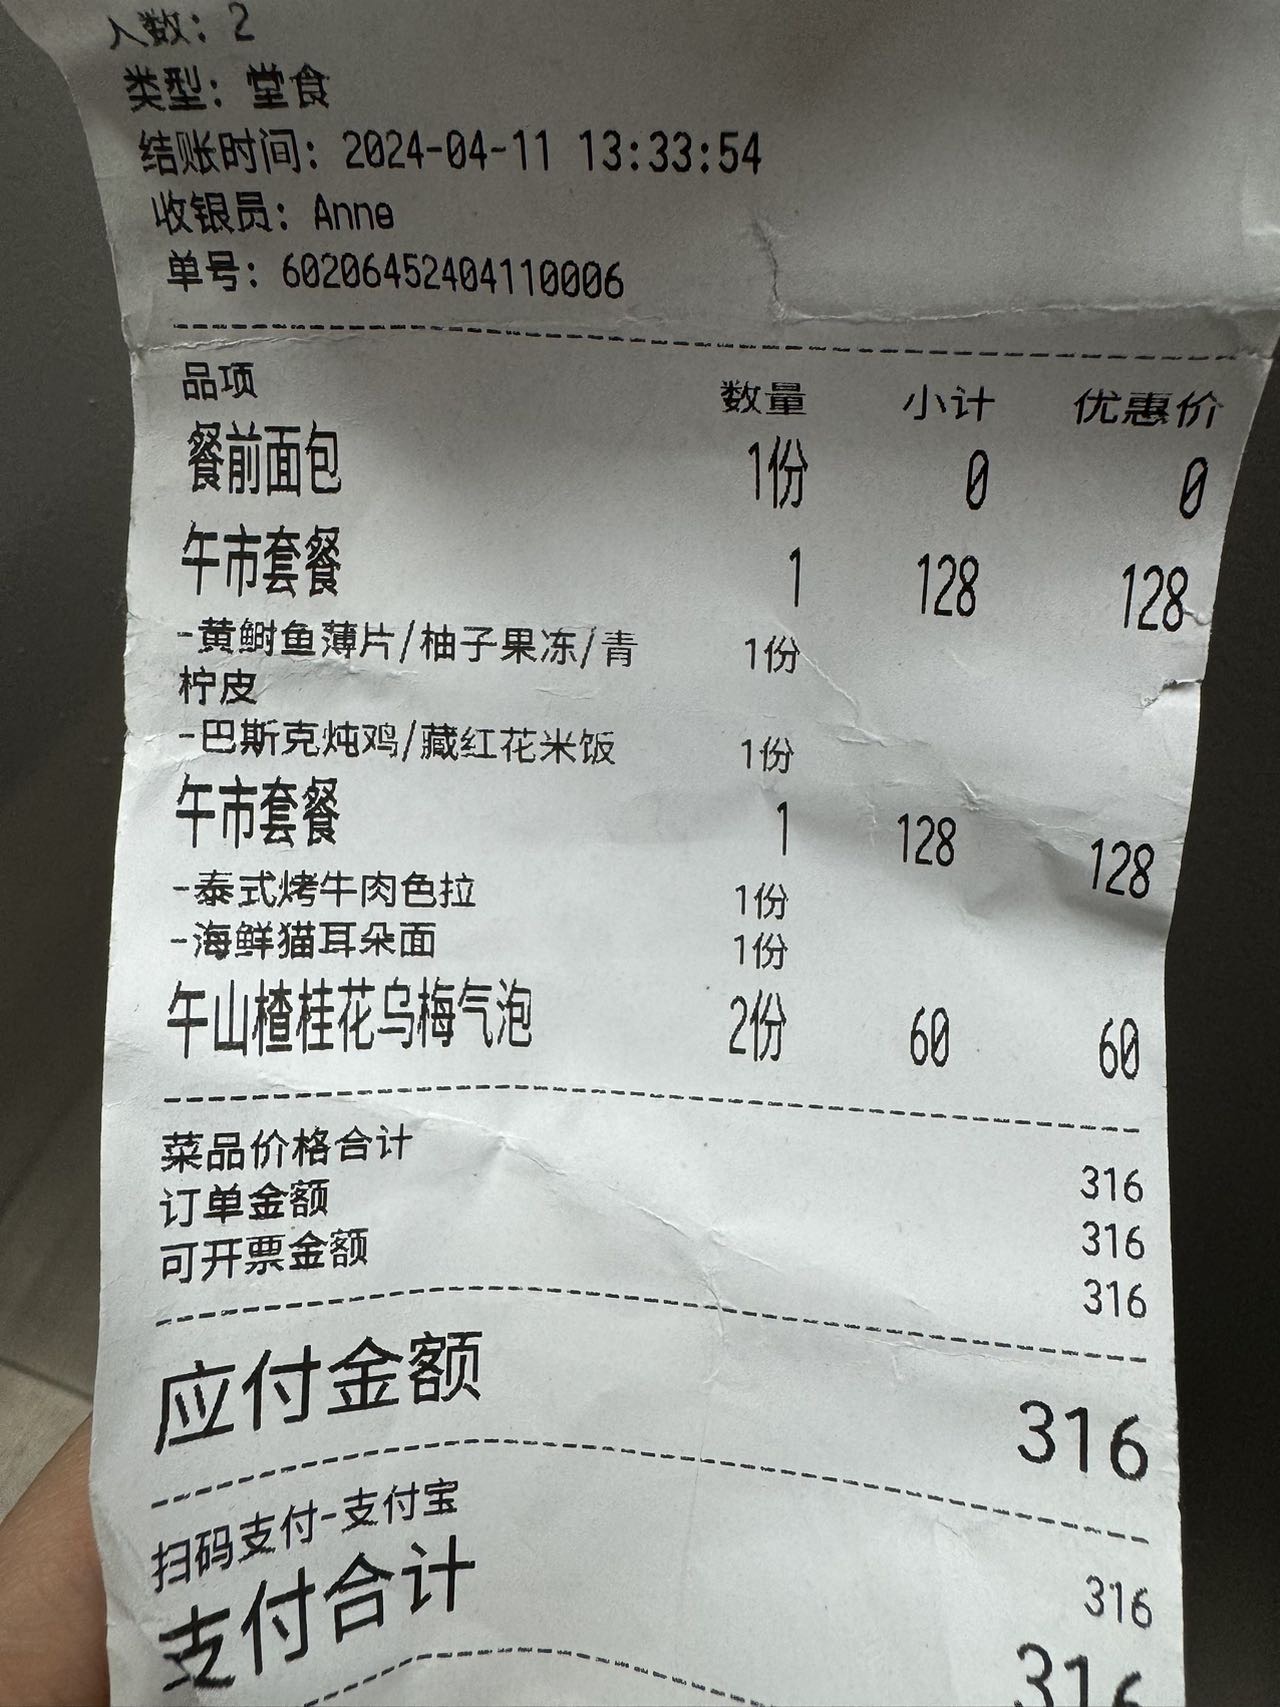 人数：2
类型：堂食
结账时间：2024-04-11 13:33:54
收银员：Anne
单号：60206452404110006
品项 数量 小计 优惠价
餐前面包 1份 0 0
午市套餐 1 128 128
-黄鲥鱼薄片/柚子果冻/青 1份
柠皮
-巴斯克炖鸡/藏红花米饭 1份
午市套餐 1 128 128
-泰式烤牛肉色拉 1份
-海鲜猫耳朵面 1份
午山楂桂花乌梅气泡 2份 60 60
菜品价格合计 316
订单金额 316
可开票金额 316
应付金额 316
扫码支付-支付宝 316
支付合计 316